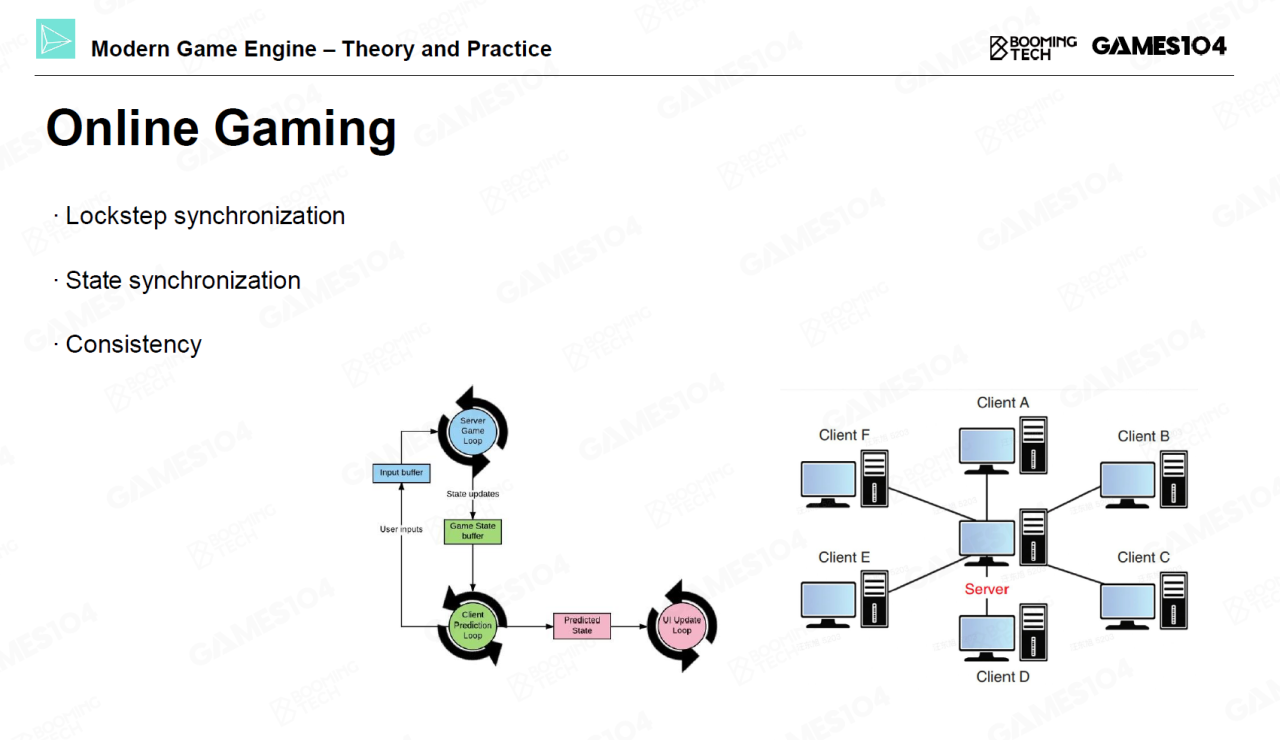 Modern Game Engine – Theory and Practice
BOOMING
TECH
GAMES104
Online Gaming
· Lockstep synchronization
· State synchronization
· Consistency
Server
Game
Loop
Input buffer
State updates
User inputs
Game State
buffer
Client
Prediction
Loop
Predicted
State
UI Update
Loop
Client A
Client F
Client B
Client E
Client C
Server
Client D